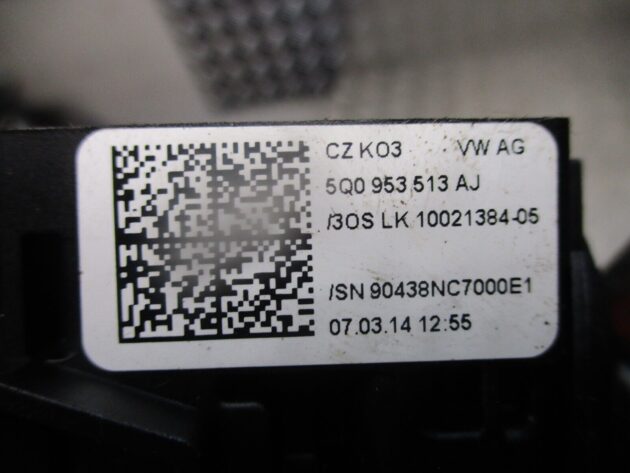 CZ KO3 VW AG
5Q0 953 513 AJ
/3OS LK 10021384-05
/SN 90438NC7000E1
07.03.14 12:55